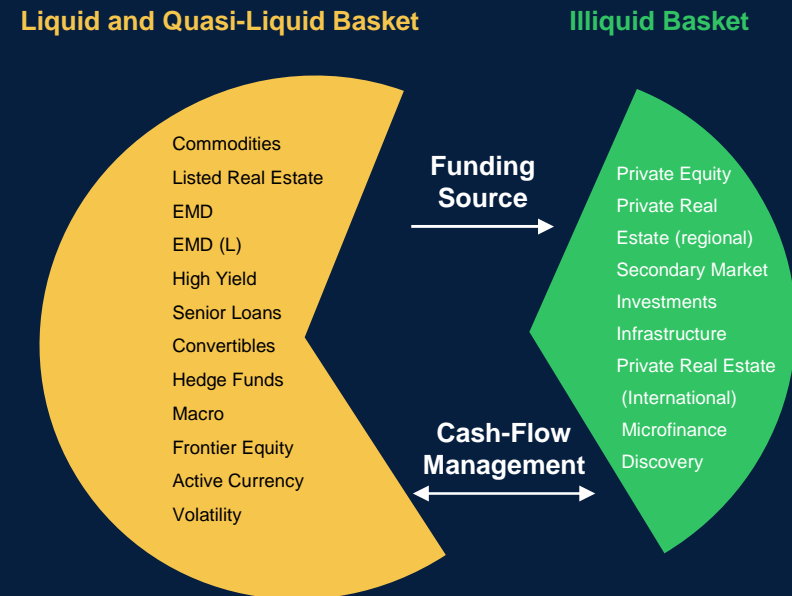 Liquid and Quasi-Liquid Basket
Illiquid Basket
Commodities
Listed Real Estate
EMD
EMD (L)
High Yield
Senior Loans
Convertibles
Hedge Funds
Macro
Frontier Equity
Active Currency
Volatility
Funding
Source
Cash-Flow
Management
Private Equity
Private Real
Estate (regional)
Secondary Market
Investments
Infrastructure
Private Real Estate
(International)
Microfinance
Discovery